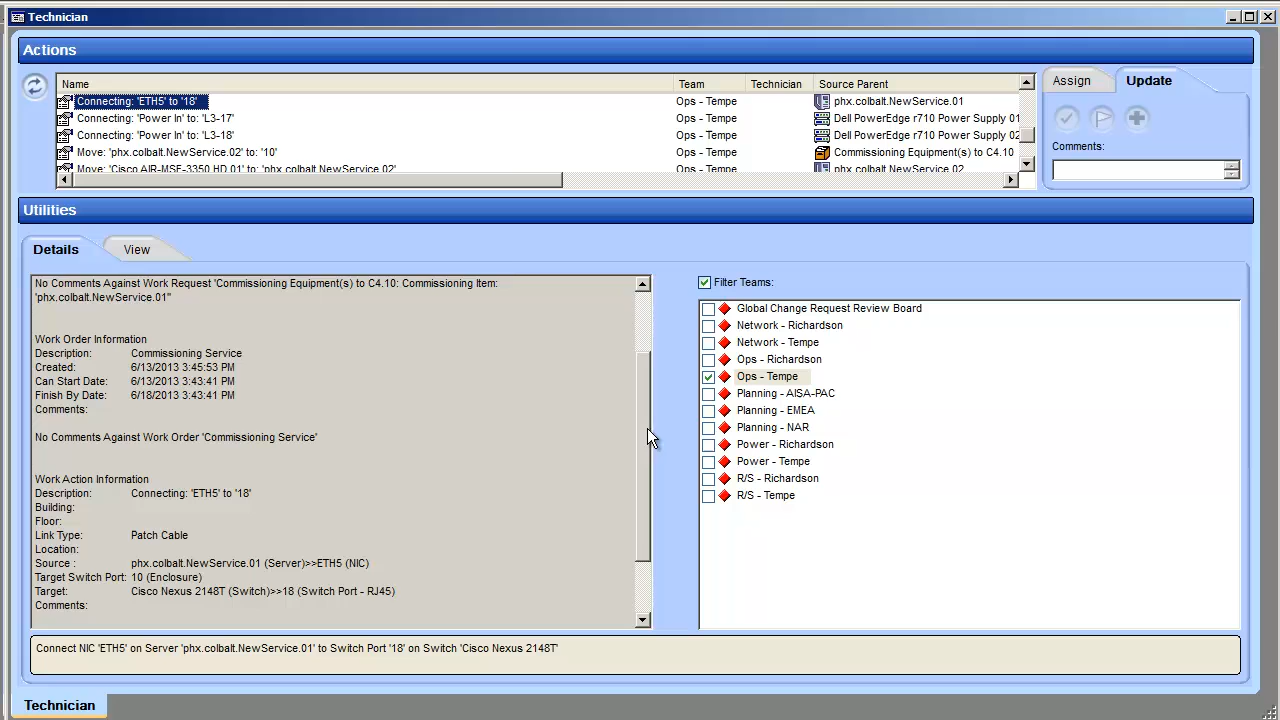 Technician
Actions
Name Team Technician Source Parent
Connecting: 'ETH5' to '18' Ops - Tempe phx.colbalt.NewService.01
Connecting: 'Power In' to: 'L3-17' Ops - Tempe Dell PowerEdge r710 Power Supply 01
Connecting: 'Power In' to: 'L3-18' Ops - Tempe Dell PowerEdge r710 Power Supply 02
Move: 'phx.colbalt.NewService.02' to: '10' Ops - Tempe Commissioning Equipment(s) to C4.10
Move: 'Cisco AIR-MSE-3350 HD 01' to: 'phx.colbalt.NewService.02' Ops - Tempe phx.colbalt.NewService.02
Assign Update
Comments:
Utilities
Details View
No Comments Against Work Request 'Commissioning Equipment(s) to C4.10: Commissioning Item:
'phx.colbalt.NewService.01''
Work Order Information
Description: Commissioning Service
Created: 6/13/2013 3:45:53 PM
Can Start Date: 6/13/2013 3:43:41 PM
Finish By Date: 6/18/2013 3:43:41 PM
Comments:
No Comments Against Work Order 'Commissioning Service'
Work Action Information
Description: Connecting: 'ETH5' to '18'
Building:
Floor:
Link Type: Patch Cable
Location:
Source : phx.colbalt.NewService.01 (Server)>>ETH5 (NIC)
Target Switch Port: 10 (Enclosure)
Target: Cisco Nexus 2148T (Switch)>>18 (Switch Port - RJ45)
Comments:
Filter Teams:
Global Change Request Review Board
Network - Richardson
Network - Tempe
Ops - Richardson
Ops - Tempe
Planning - AISA-PAC
Planning - EMEA
Planning - NAR
Power - Richardson
Power - Tempe
R/S - Richardson
R/S - Tempe
Connect NIC 'ETH5' on Server 'phx.colbalt.NewService.01' to Switch Port '18' on Switch 'Cisco Nexus 2148T'
Technician